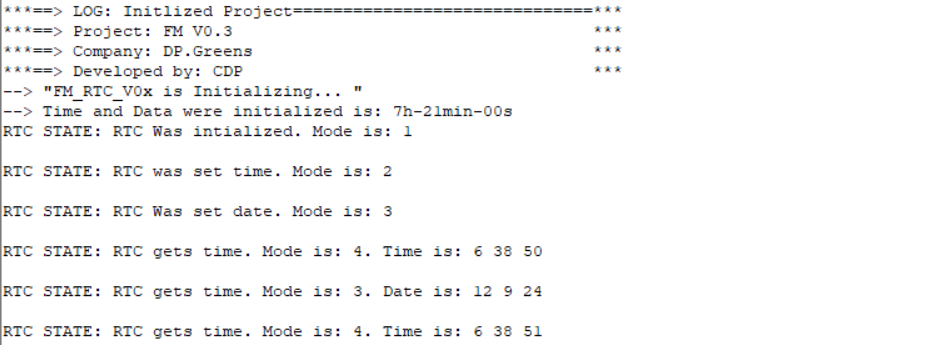 ***==> LOG: Initlized Project==============================***
***==> Project: FM V0.3 ***
***==> Company: DP.Greens ***
***==> Developed by: CDP ***
--> "FM_RTC_V0x is Initializing... "
--> Time and Data were initialized is: 7h-21min-00s
RTC STATE: RTC Was intialized. Mode is: 1
RTC STATE: RTC was set time. Mode is: 2
RTC STATE: RTC Was set date. Mode is: 3
RTC STATE: RTC gets time. Mode is: 4. Time is: 6 38 50
RTC STATE: RTC gets time. Mode is: 3. Date is: 12 9 24
RTC STATE: RTC gets time. Mode is: 4. Time is: 6 38 51